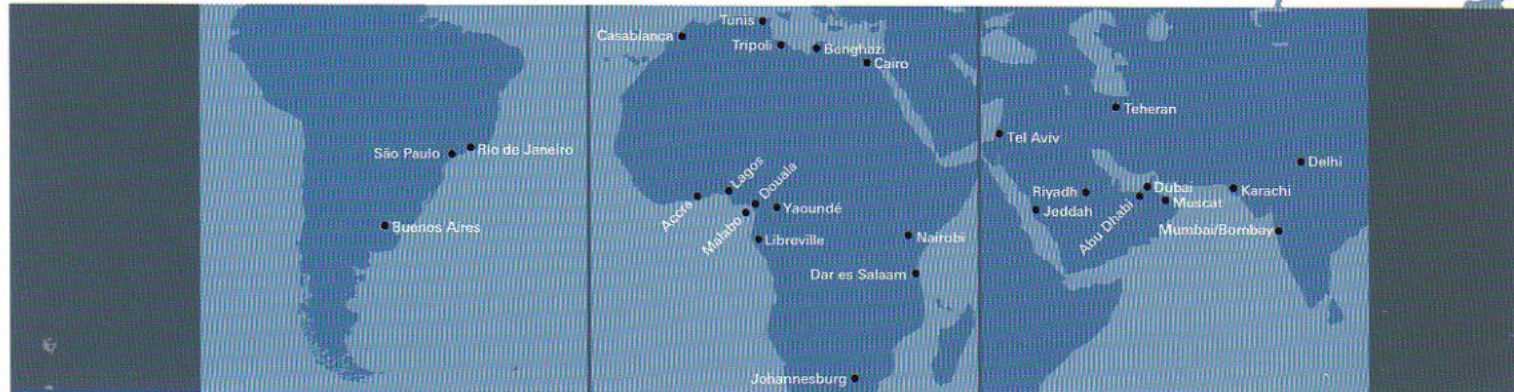 São Paulo
Rio de Janeiro
Buenos Aires
Tunis
Casablanca
Tripoli
Benghazi
Cairo
Accra
Lagos
Malabo
Douala
Yaoundé
Libreville
Nairobi
Dar es Salaam
Johannesburg
Teheran
Tel Aviv
Delhi
Riyadh
Jeddah
Abu Dhabi
Dubai
Muscat
Karachi
Mumbai/Bombay